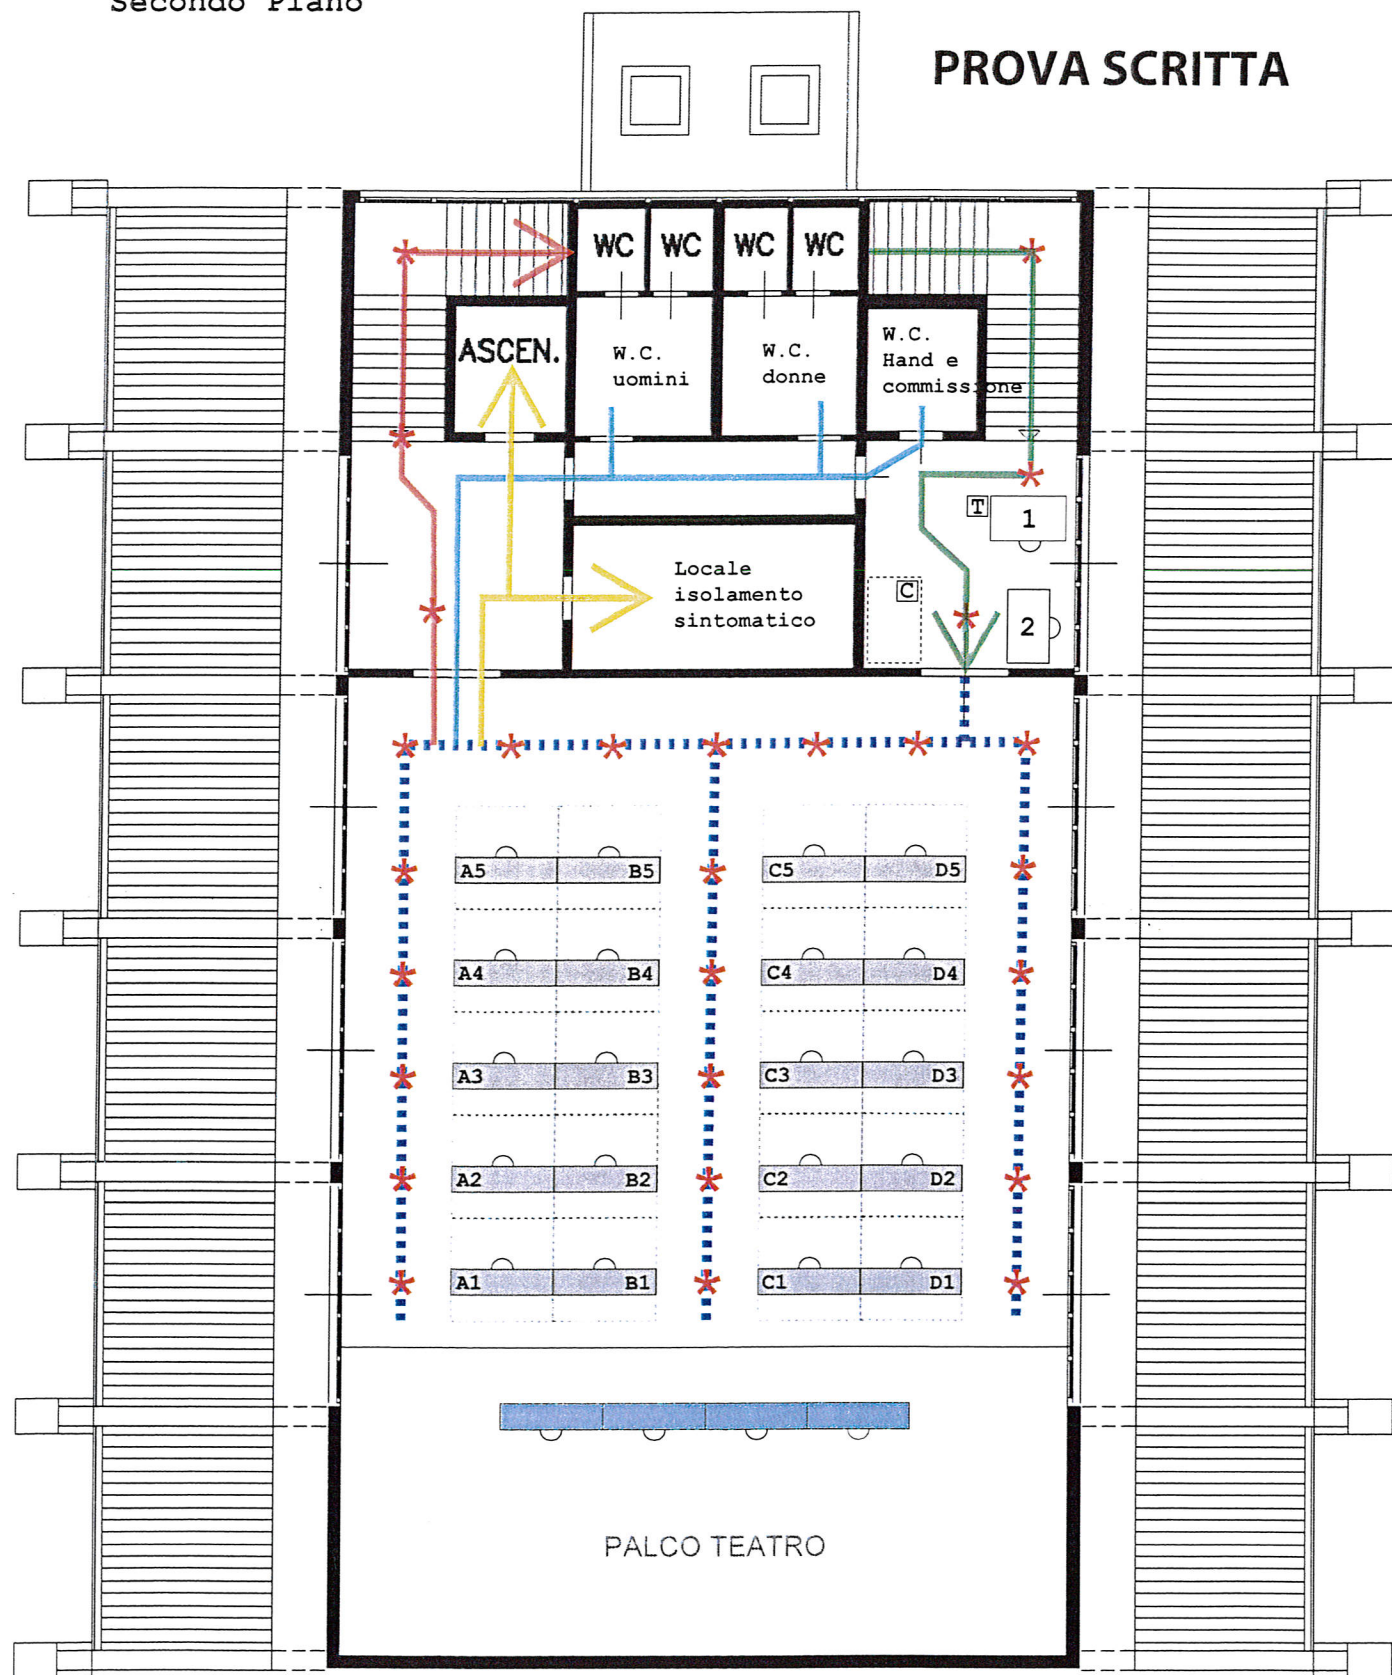 Secondo Piano
PROVA SCRITTA
WC WC WC WC
ASCEN.
W.C.
uomini
W.C.
donne
W.C.
Hand e
commissione
T
1
C
2
Locale
isolamento
sintomatico
A5 B5 C5 D5
A4 B4 C4 D4
A3 B3 C3 D3
A2 B2 C2 D2
A1 B1 C1 D1
PALCO TEATRO